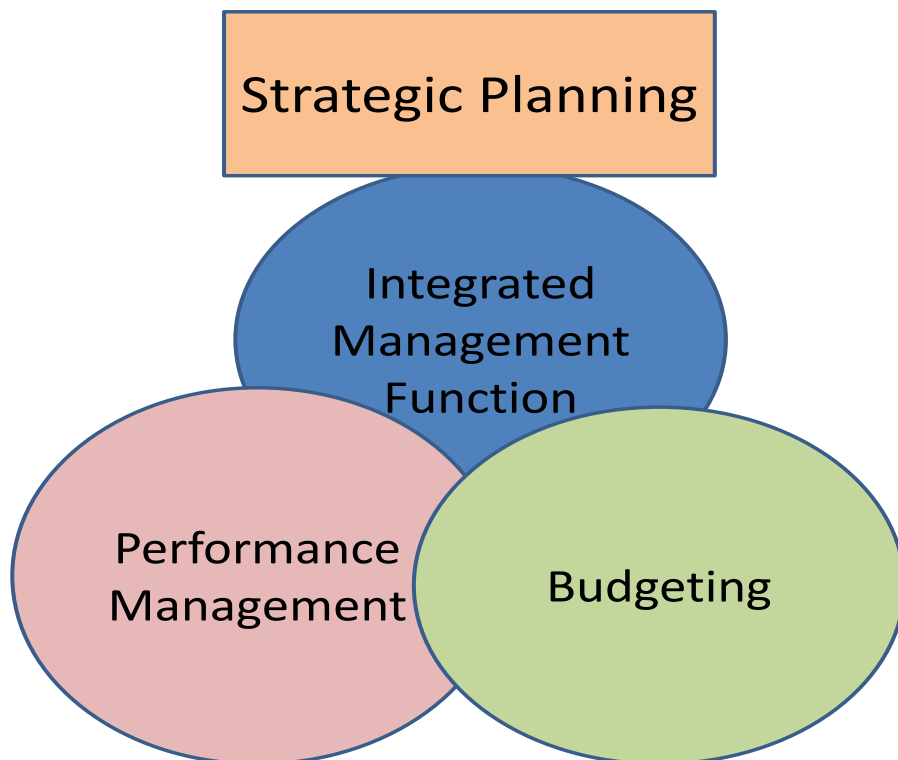 Strategic Planning
Integrated
Management
Function
Performance
Management
Budgeting